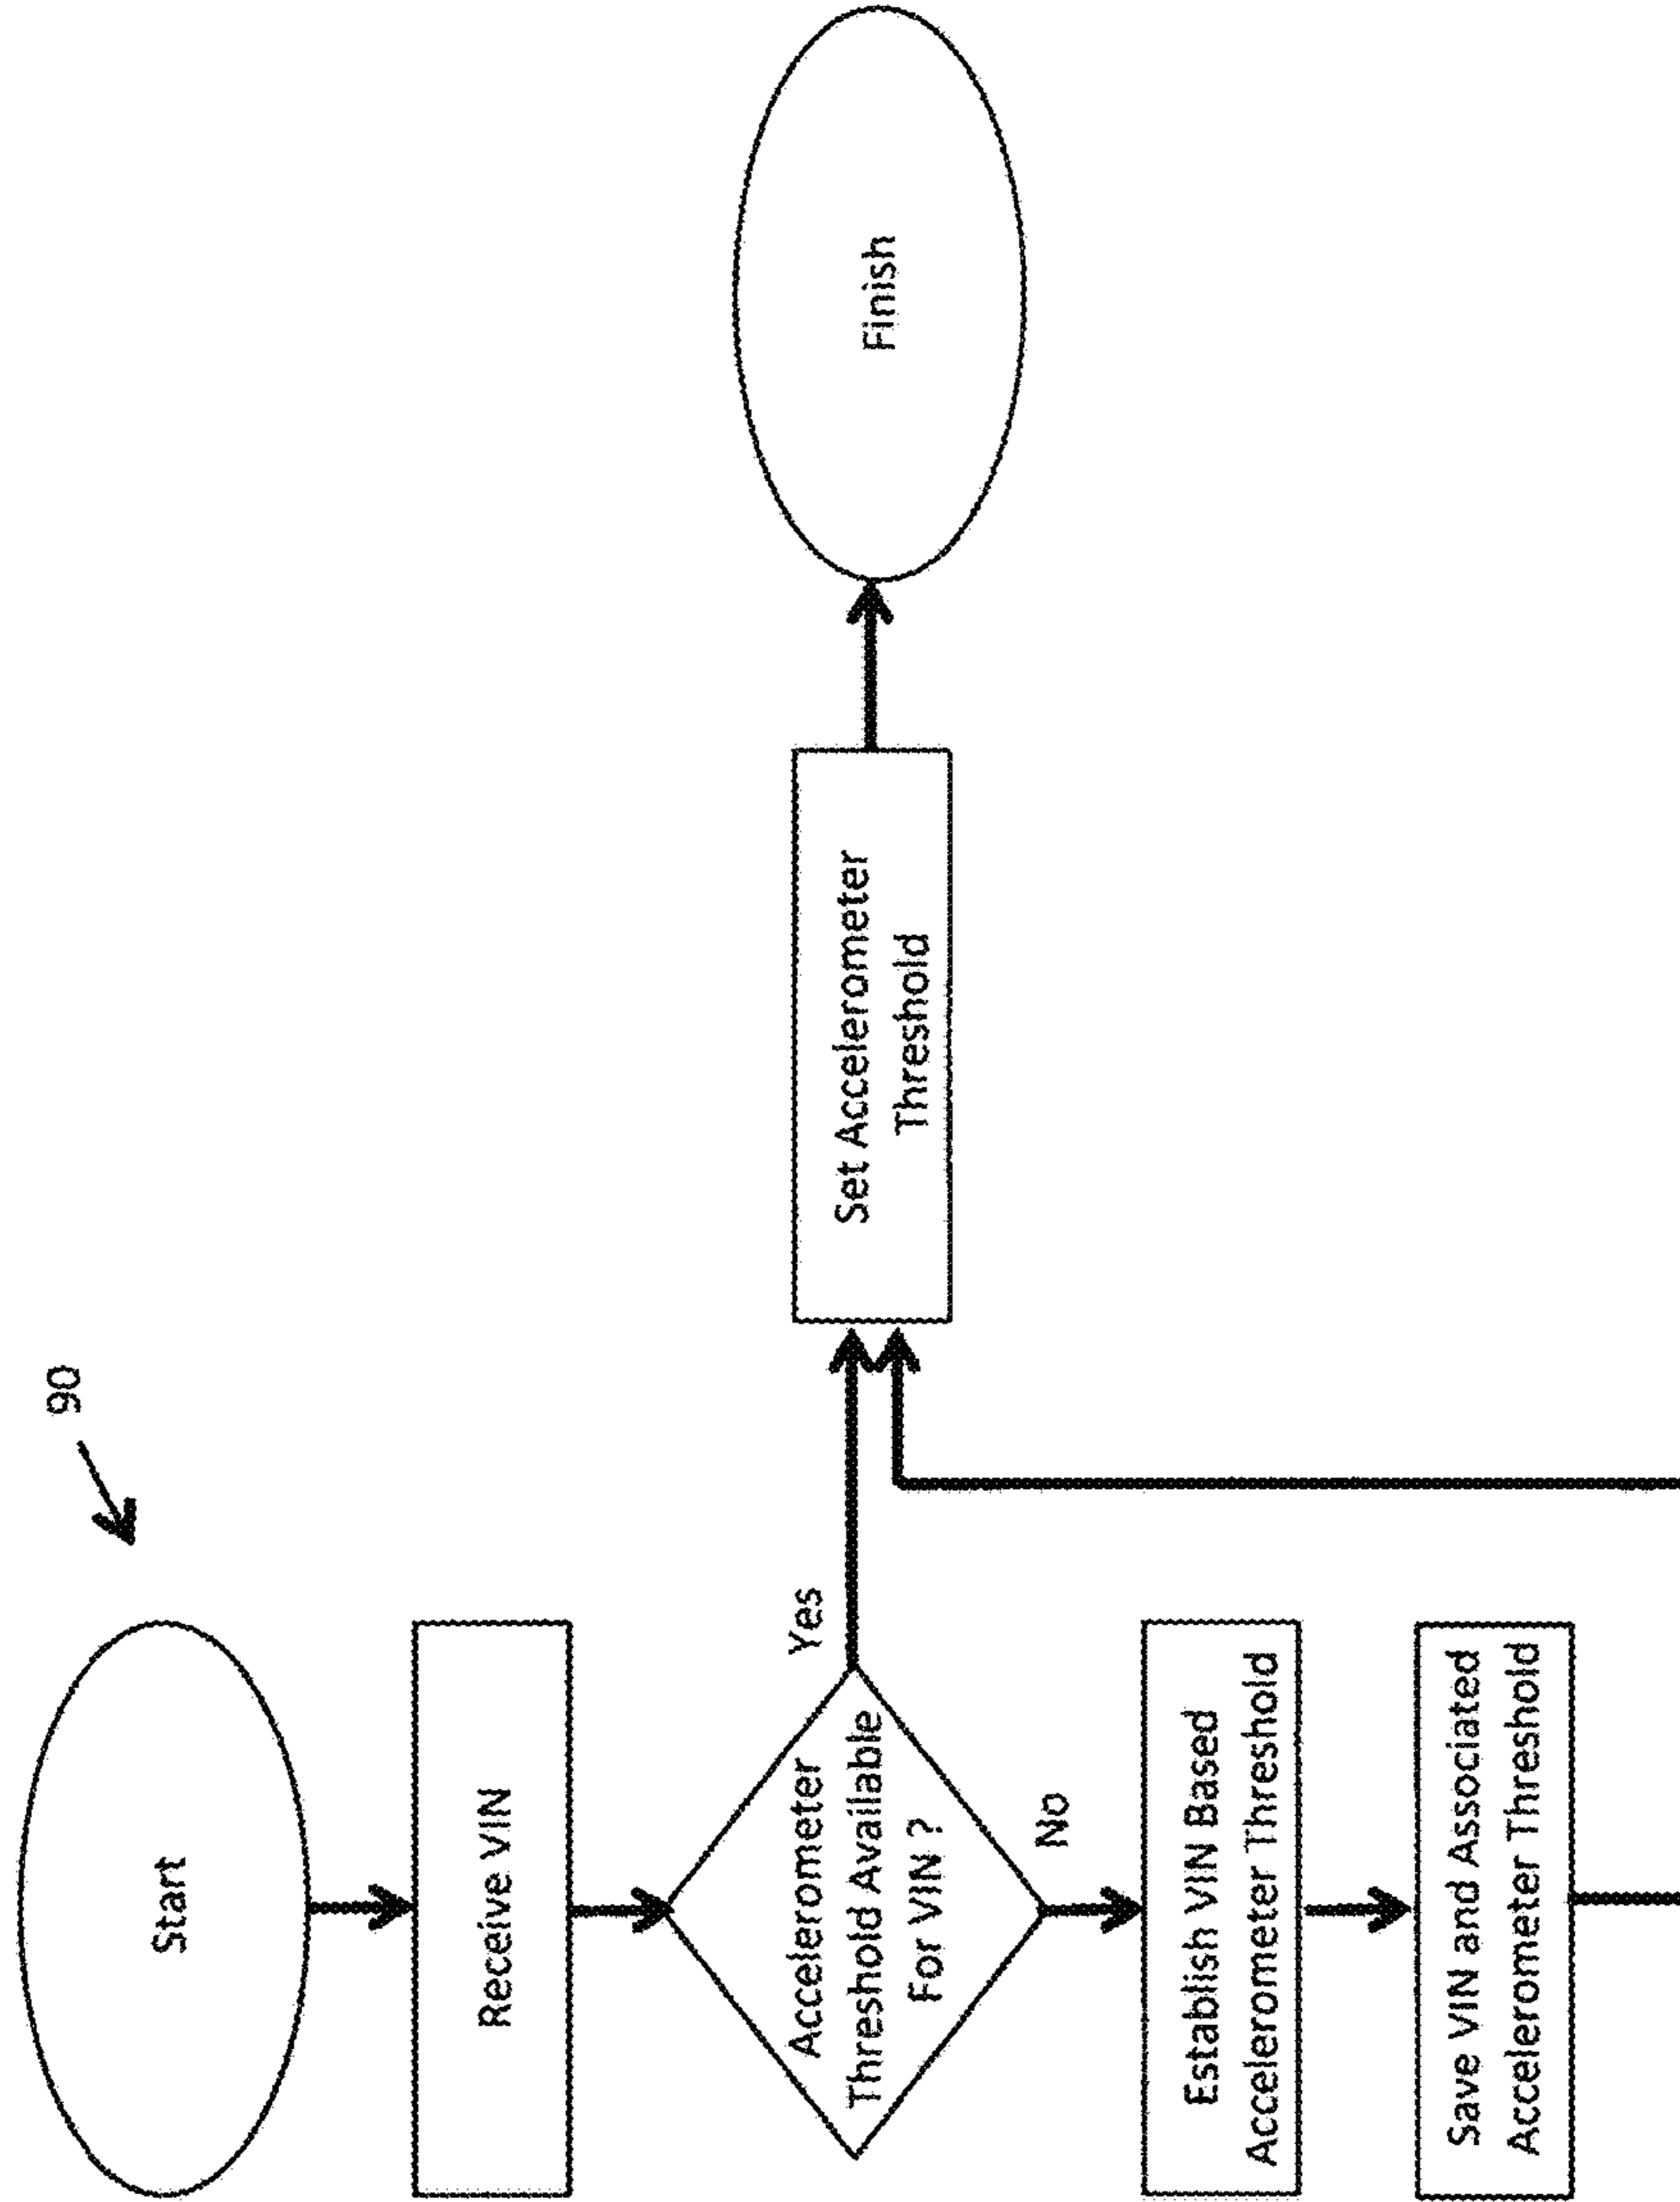 90
Start
Receive VIN
Accelerometer
Threshold Available
For VIN ?
Yes
No
Establish VIN Based
Accelerometer Threshold
Save VIN and Associated
Accelerometer Threshold
Set Accelerometer
Threshold
Finish